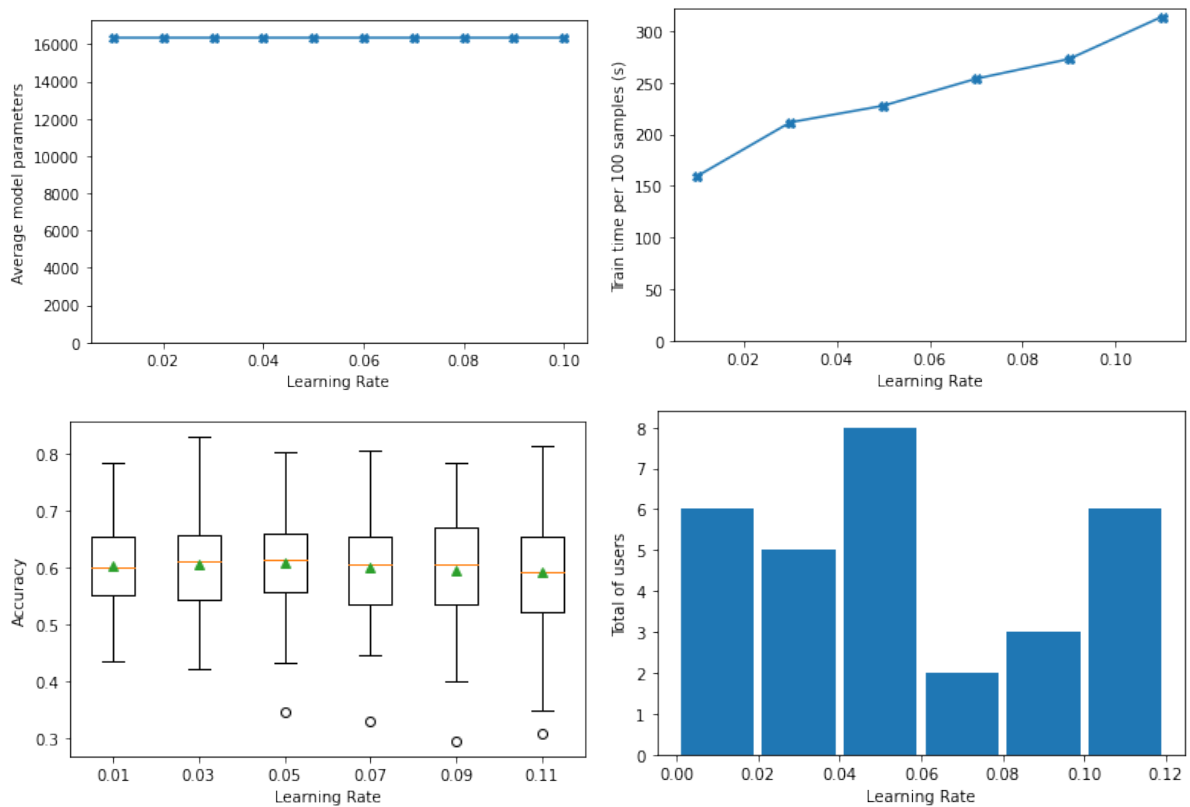 16000
14000
12000
10000
8000
6000
4000
2000
0
Average model parameters
0.02 0.04 0.06 0.08 0.10
Learning Rate
300
250
200
150
100
50
0
Train time per 100 samples (s)
0.02 0.04 0.06 0.08 0.10
Learning Rate
0.8
0.7
0.6
0.5
0.4
0.3
Accuracy
0.01 0.03 0.05 0.07 0.09 0.11
Learning Rate
8
7
6
5
4
3
2
1
0
Total of users
0.00 0.02 0.04 0.06 0.08 0.10 0.12
Learning Rate